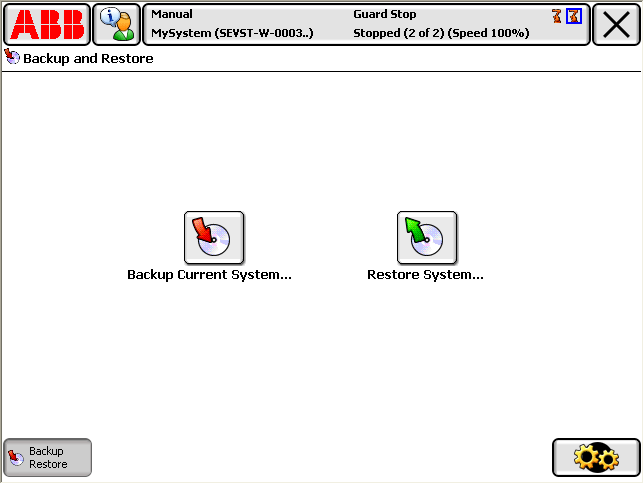 ABB
Manual
Guard Stop
MySystem (SEVST-W-0003..)
Stopped (2 of 2) (Speed 100%)
Backup and Restore
Backup Current System...
Restore System...
Backup
Restore